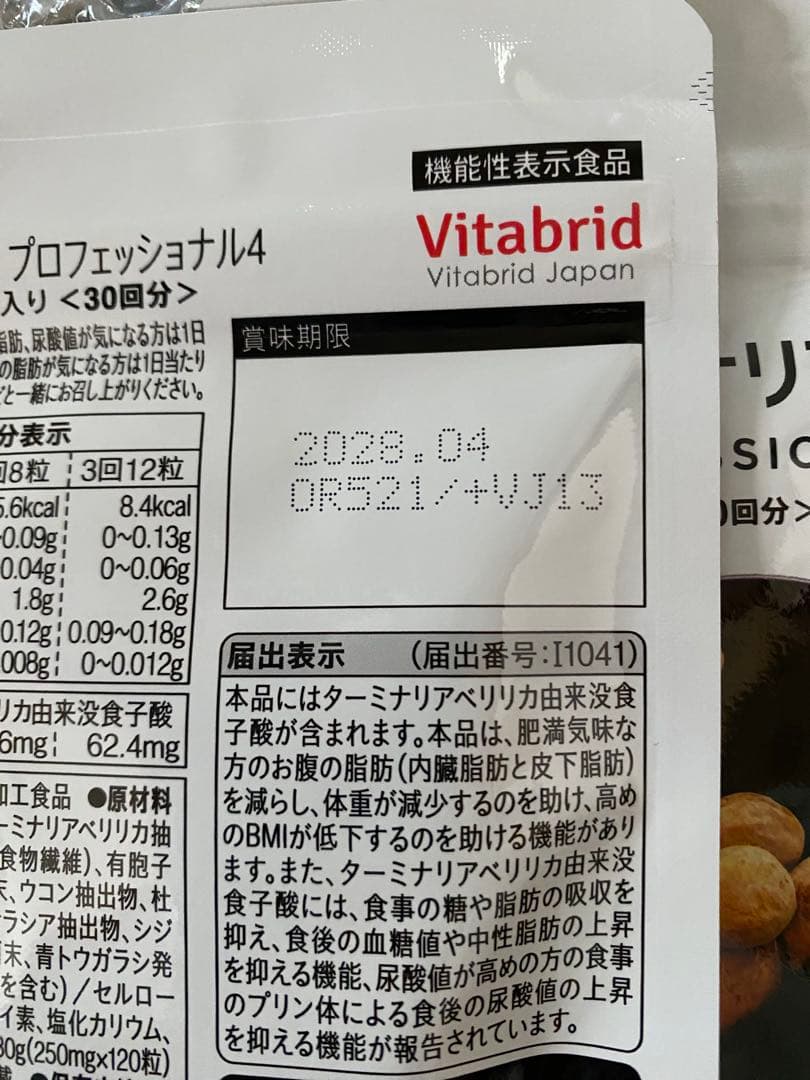 機能性表示食品
Vitabrid
Vitabrid Japan
プロフェッショナル4
入り<30回分>
脂肪、尿酸値が気になる方は1日
の脂肪が気になる方は1日当たり
と一緒にお召し上がりください。
賞味期限
2028.04
OR521/+VJ13
分表示
回8粒 3回12粒
5.6kcal 8.4kcal
0.09g 0~0.13g
0.04g 0~0.06g
1.8g 2.6g
0.12g 0.09~0.18g
008g 0~0.012g
リカ由来没食子酸
6mg 62.4mg
加工食品 ●原材料
ーミナリアベリリカ抽
食物繊維)、有胞子
末、ウコン抽出物、杜
ラシア抽出物、シジ
末、青トウガラシ発
を含む)/セルロー
イ素、塩化カリウム、
30g(250mg×120粒)
届出表示 (届出番号:I1041)
本品にはターミナリアベリリカ由来没食
子酸が含まれます。本品は、肥満気味な
方のお腹の脂肪(内臓脂肪と皮下脂肪)
を減らし、体重が減少するのを助け、高め
のBMIが低下するのを助ける機能があり
ます。また、ターミナリアベリリカ由来没
食子酸には、食事の糖や脂肪の吸収を
抑え、食後の血糖値や中性脂肪の上昇
を抑える機能、尿酸値が高めの方の食事
のプリン体による食後の尿酸値の上昇
を抑える機能が報告されています。
ナリ
SIO
回分>